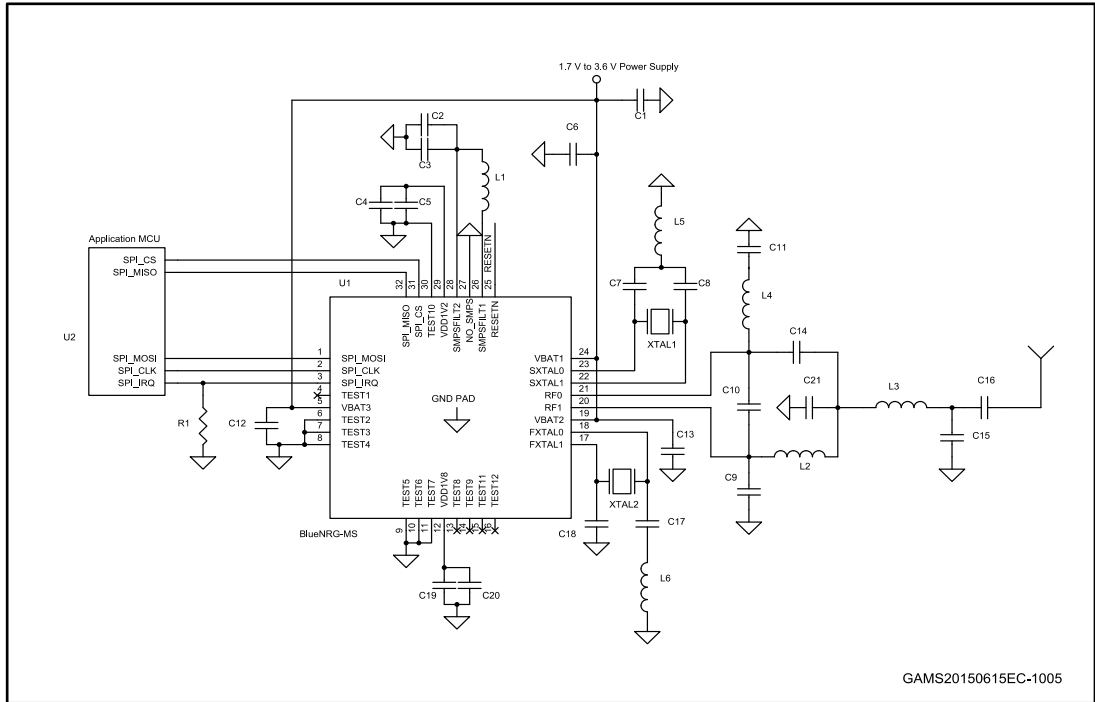 1.7 V to 3.6 V Power Supply
C1
C2
C3
C6
L1
C4
C5
L5
C11
C7
C8
L4
XTAL1
C14
C10
C21
L3
C16
C15
L2
C9
Application MCU
SPI_CS
SPI_MISO
U2
SPI_MOSI
SPI_CLK
SPI_IRQ
R1
C12
U1
RESETN
32
31
30
29
28
27
26
25
SPI_MISO
SPI_CS
TEST10
VDD1V2
SMPSFILT2
NO_SMPS
SMPSFILT1
RESETN
1 SPI_MOSI
2 SPI_CLK
3 SPI_IRQ
4 TEST1
5 VBAT3
6 TEST2
7 TEST3
8 TEST4
GND PAD
VBAT1 24
SXTAL0 23
SXTAL1 22
RF0 21
RF1 20
VBAT2 19
FXTAL0 18
FXTAL1 17
TEST5
TEST6
TEST7
VDD1V8
TEST8
TEST9
TEST11
TEST12
9
10
11
12
13
14
15
16
BlueNRG-MS
C13
XTAL2
C18
C17
L6
C19
C20
GAMS20150615EC-1005